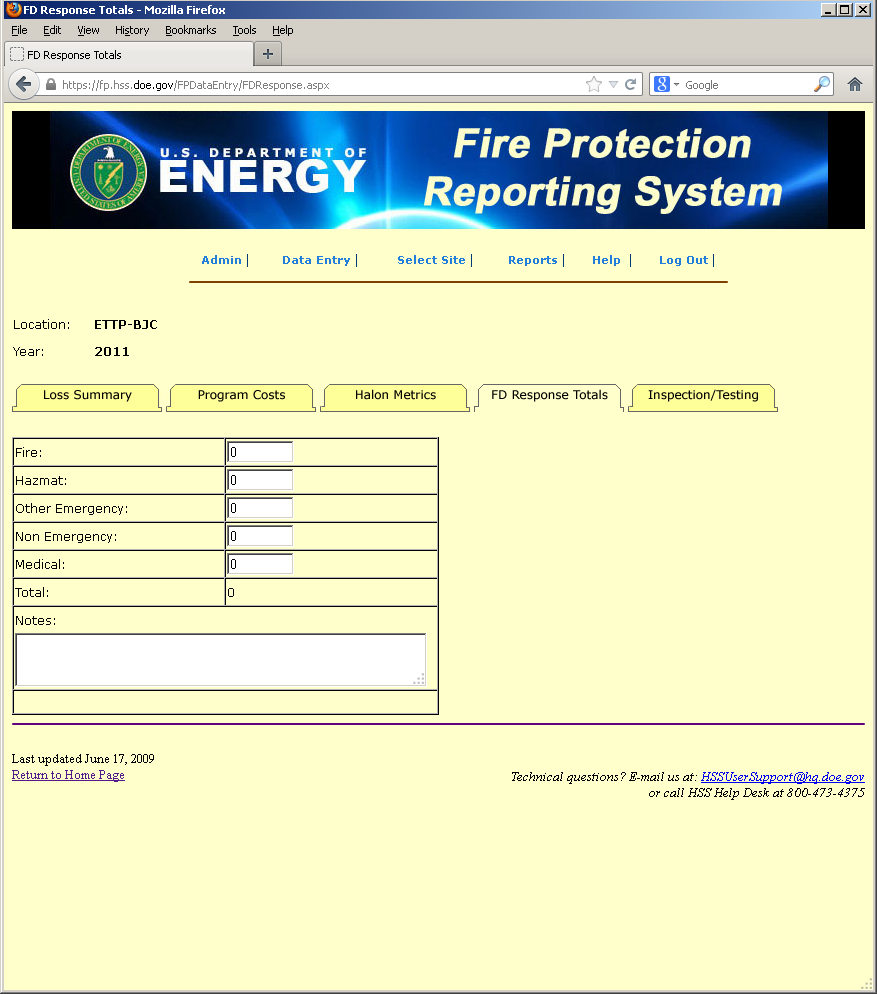 FD Response Totals - Mozilla Firefox
File Edit View History Bookmarks Tools Help
FD Response Totals
https://fp.hss.doe.gov/FPDataEntry/FDResponse.aspx
Google
U.S. DEPARTMENT OF
ENERGY
Fire Protection
Reporting System
Admin | Data Entry | Select Site | Reports | Help | Log Out |
Location: ETTP-BJC
Year: 2011
Loss Summary Program Costs Halon Metrics FD Response Totals Inspection/Testing
Fire: 0
Hazmat: 0
Other Emergency: 0
Non Emergency: 0
Medical: 0
Total: 0
Notes:
Last updated June 17, 2009
Return to Home Page
Technical questions? E-mail us at: HSSUserSupport@hq.doe.gov
or call HSS Help Desk at 800-473-4375